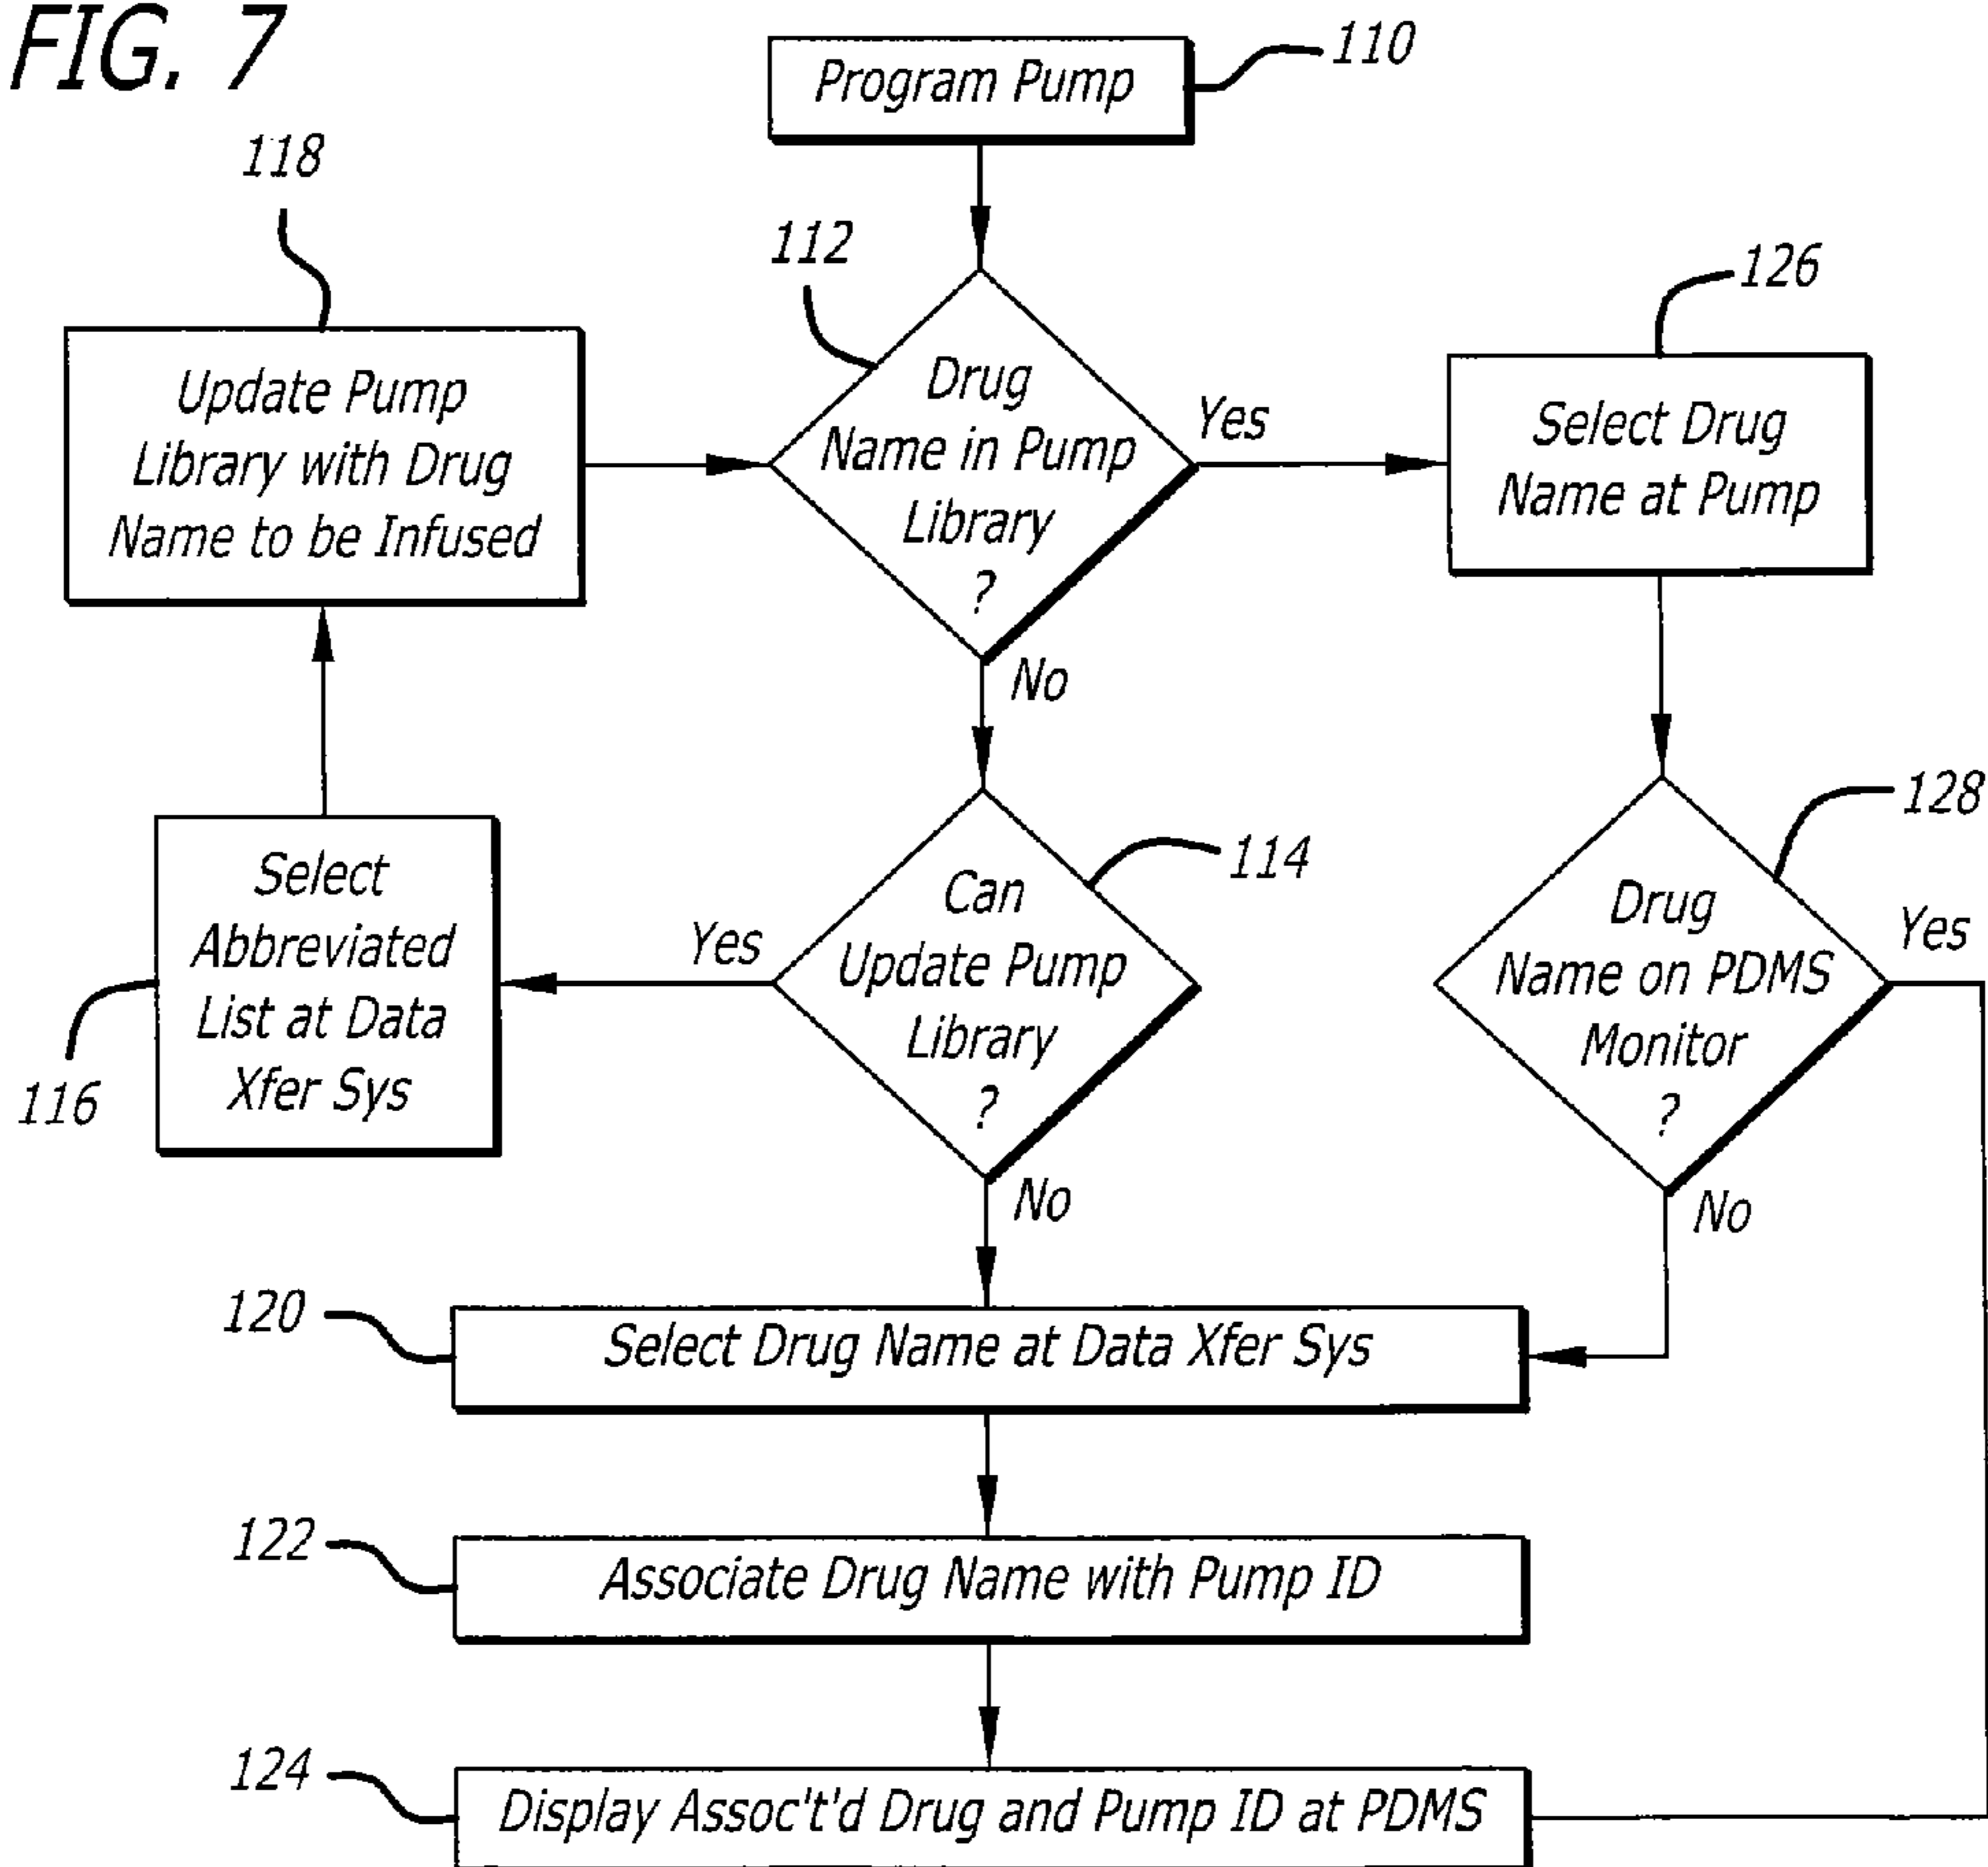 FIG. 7
Program Pump
110
118
112
126
Update Pump
Library with Drug
Name to be Infused
Drug
Name in Pump
Library
?
Yes
No
Select Drug
Name at Pump
128
114
Select
Abbreviated
List at Data
Xfer Sys
116
Yes
Can
Update Pump
Library
?
No
Drug
Name on PDMS
Monitor
?
Yes
No
120
Select Drug Name at Data Xfer Sys
122
Associate Drug Name with Pump ID
124
Display Assoc't'd Drug and Pump ID at PDMS